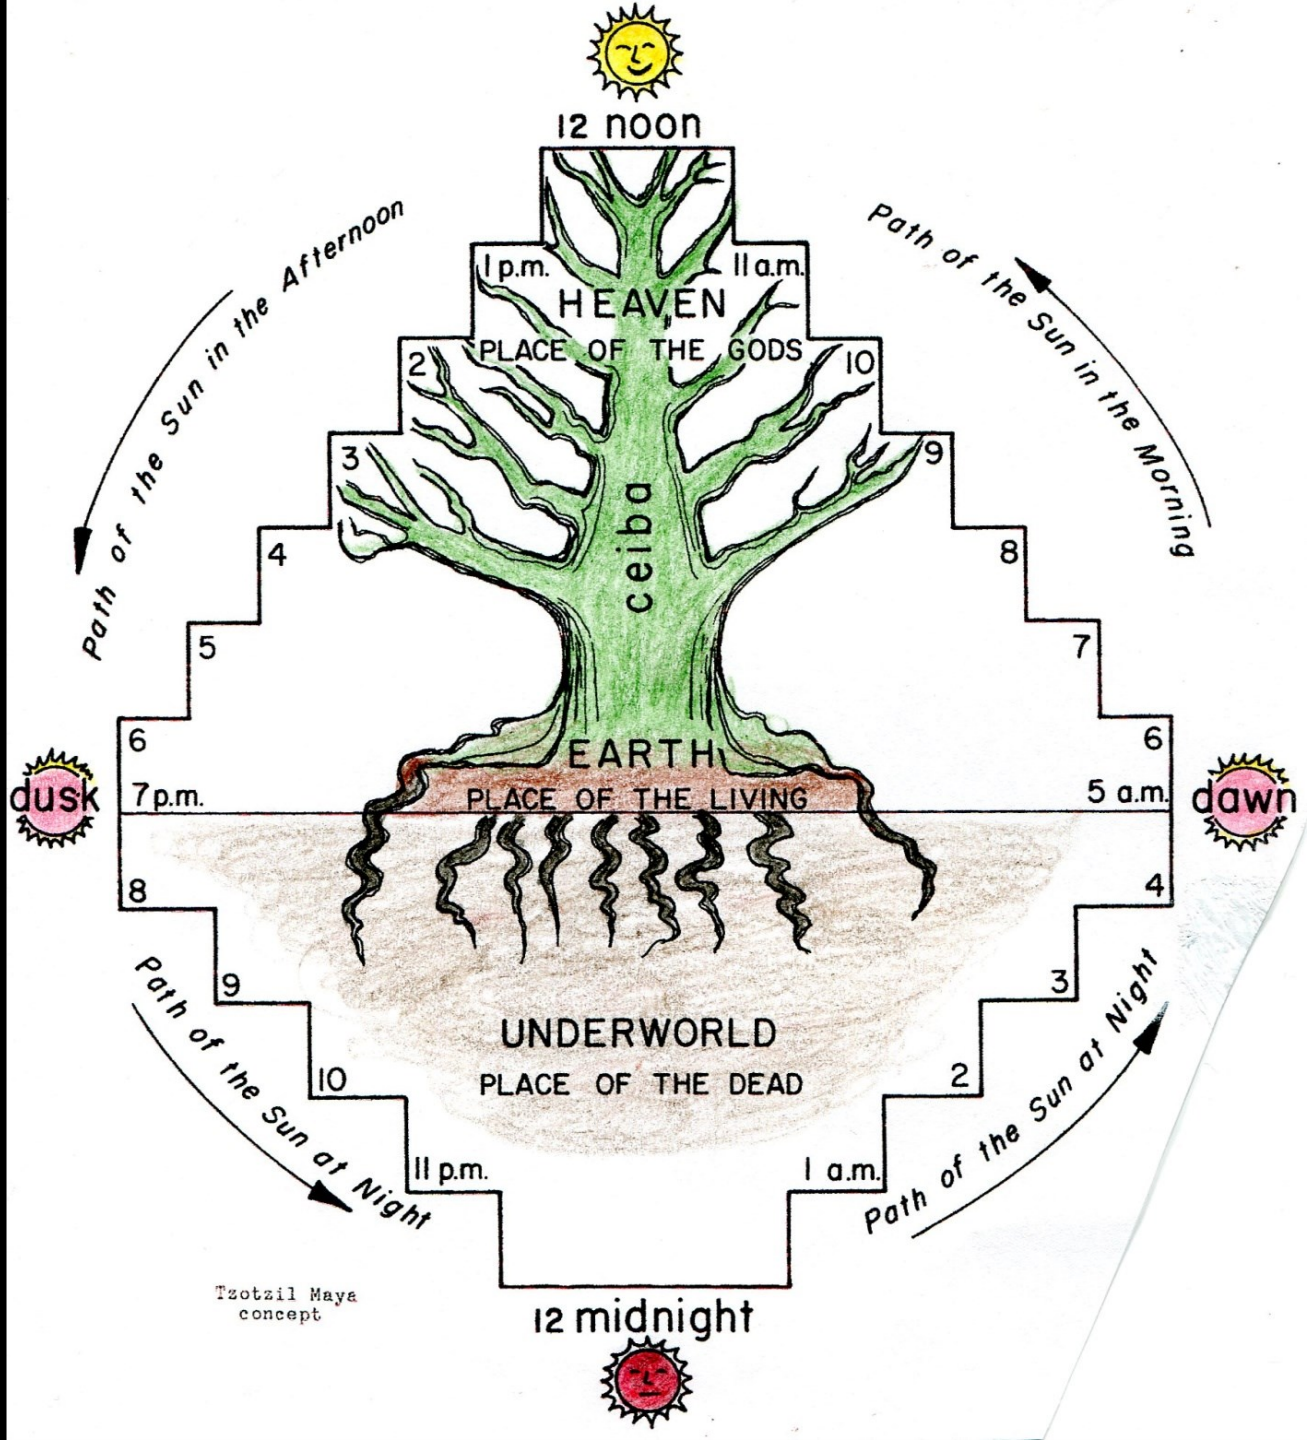 12 noon
Path of the Sun in the Afternoon
Path of the Sun in the Morning
1 p.m.
11 a.m.
HEAVEN
PLACE OF THE GODS
2
10
3
9
ceiba
4
8
5
7
6
6
EARTH
dusk
7 p.m.
PLACE OF THE LIVING
5 a.m.
dawn
8
4
9
3
Path of the Sun at Night
Path of the Sun at Night
UNDERWORLD
PLACE OF THE DEAD
10
2
11 p.m.
1 a.m.
Tzotzil Maya
concept
12 midnight